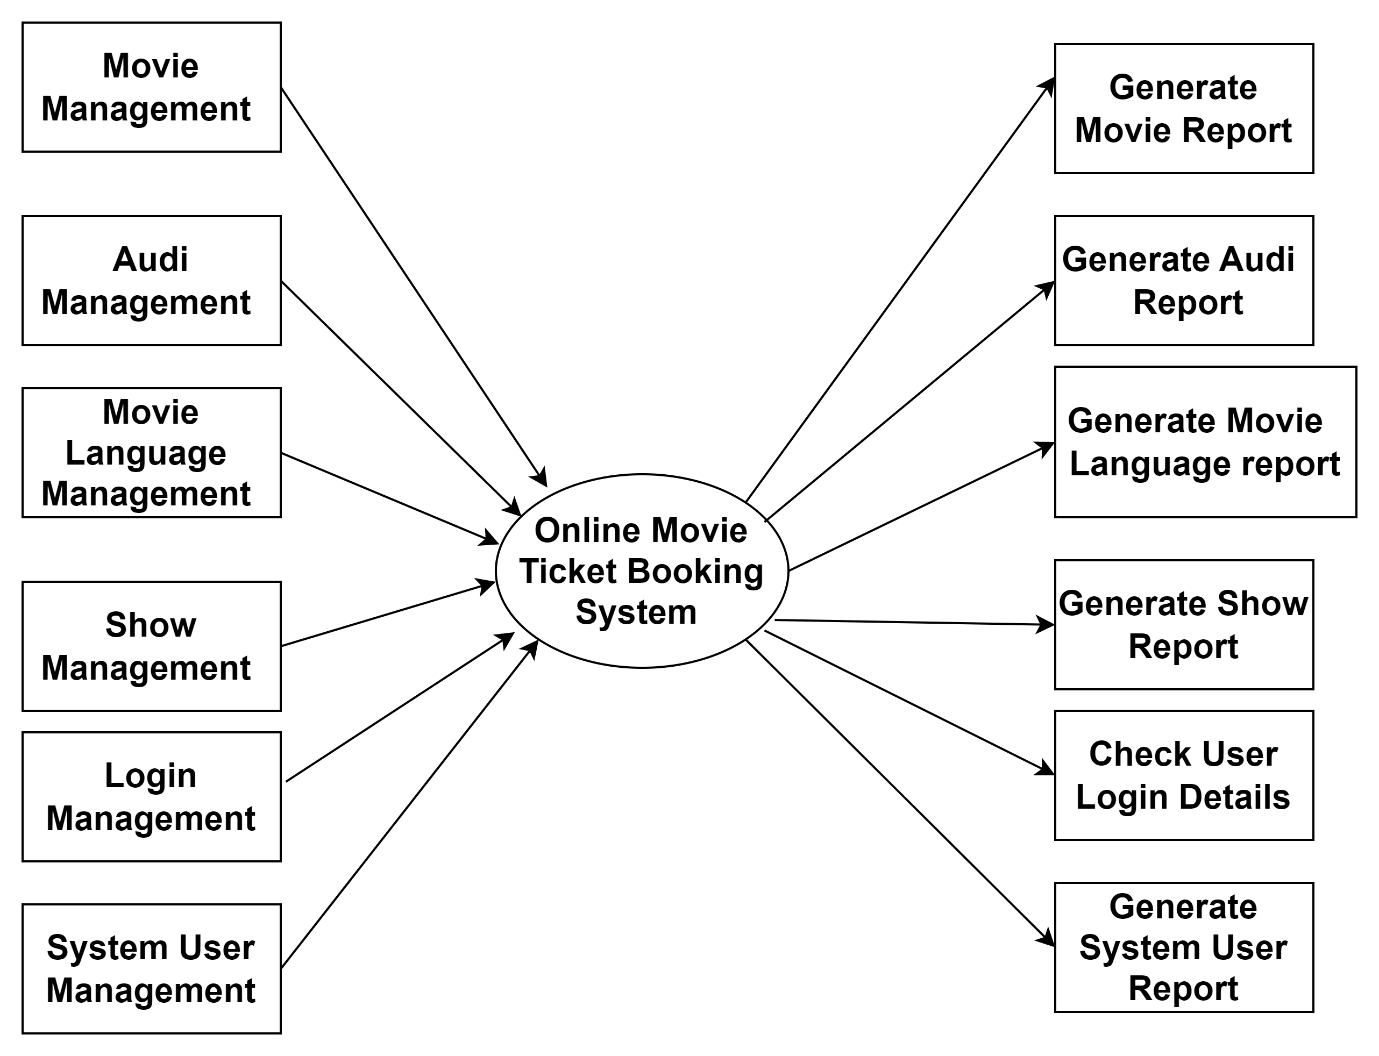 Movie
Management
Audi
Management
Movie
Language
Management
Show
Management
Login
Management
System User
Management
Online Movie
Ticket Booking
System
Generate
Movie Report
Generate Audi
Report
Generate Movie
Language report
Generate Show
Report
Check User
Login Details
Generate
System User
Report